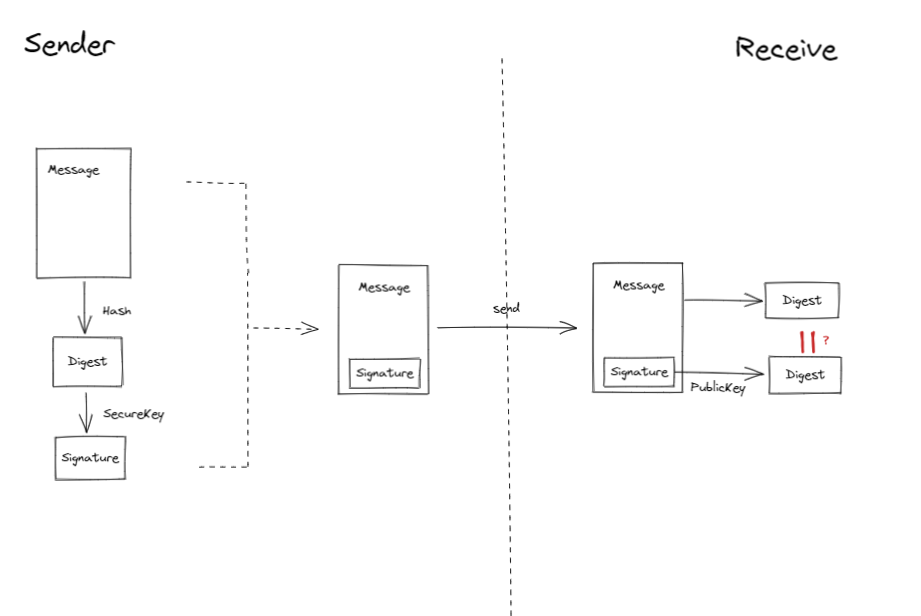 Sender
Receive
Message
Hash
Digest
SecureKey
Signature
Message
Signature
send
Message
Signature
PublicKey
Digest
?
Digest